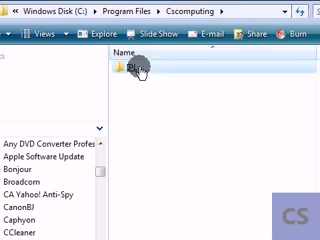 « Windows Disk (C:) ▸ Program Files ▸ Cscomputing ▸
Views Explore Slide Show E-mail Share Burn
Name
Any DVD Converter Profes
Apple Software Update
Bonjour
Broadcom
CA Yahoo! Anti-Spy
CanonBJ
Caphyon
CCleaner
CS